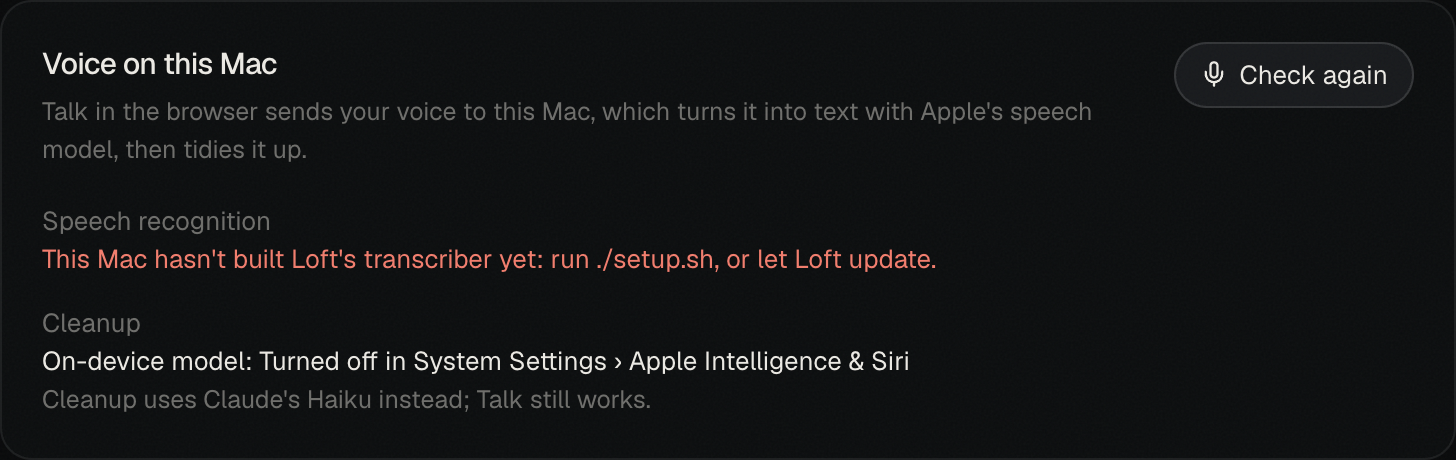 Voice on this Mac
Check again
Talk in the browser sends your voice to this Mac, which turns it into text with Apple's speech
model, then tidies it up.
Speech recognition
This Mac hasn't built Loft's transcriber yet: run ./setup.sh, or let Loft update.
Cleanup
On-device model: Turned off in System Settings › Apple Intelligence & Siri
Cleanup uses Claude's Haiku instead; Talk still works.